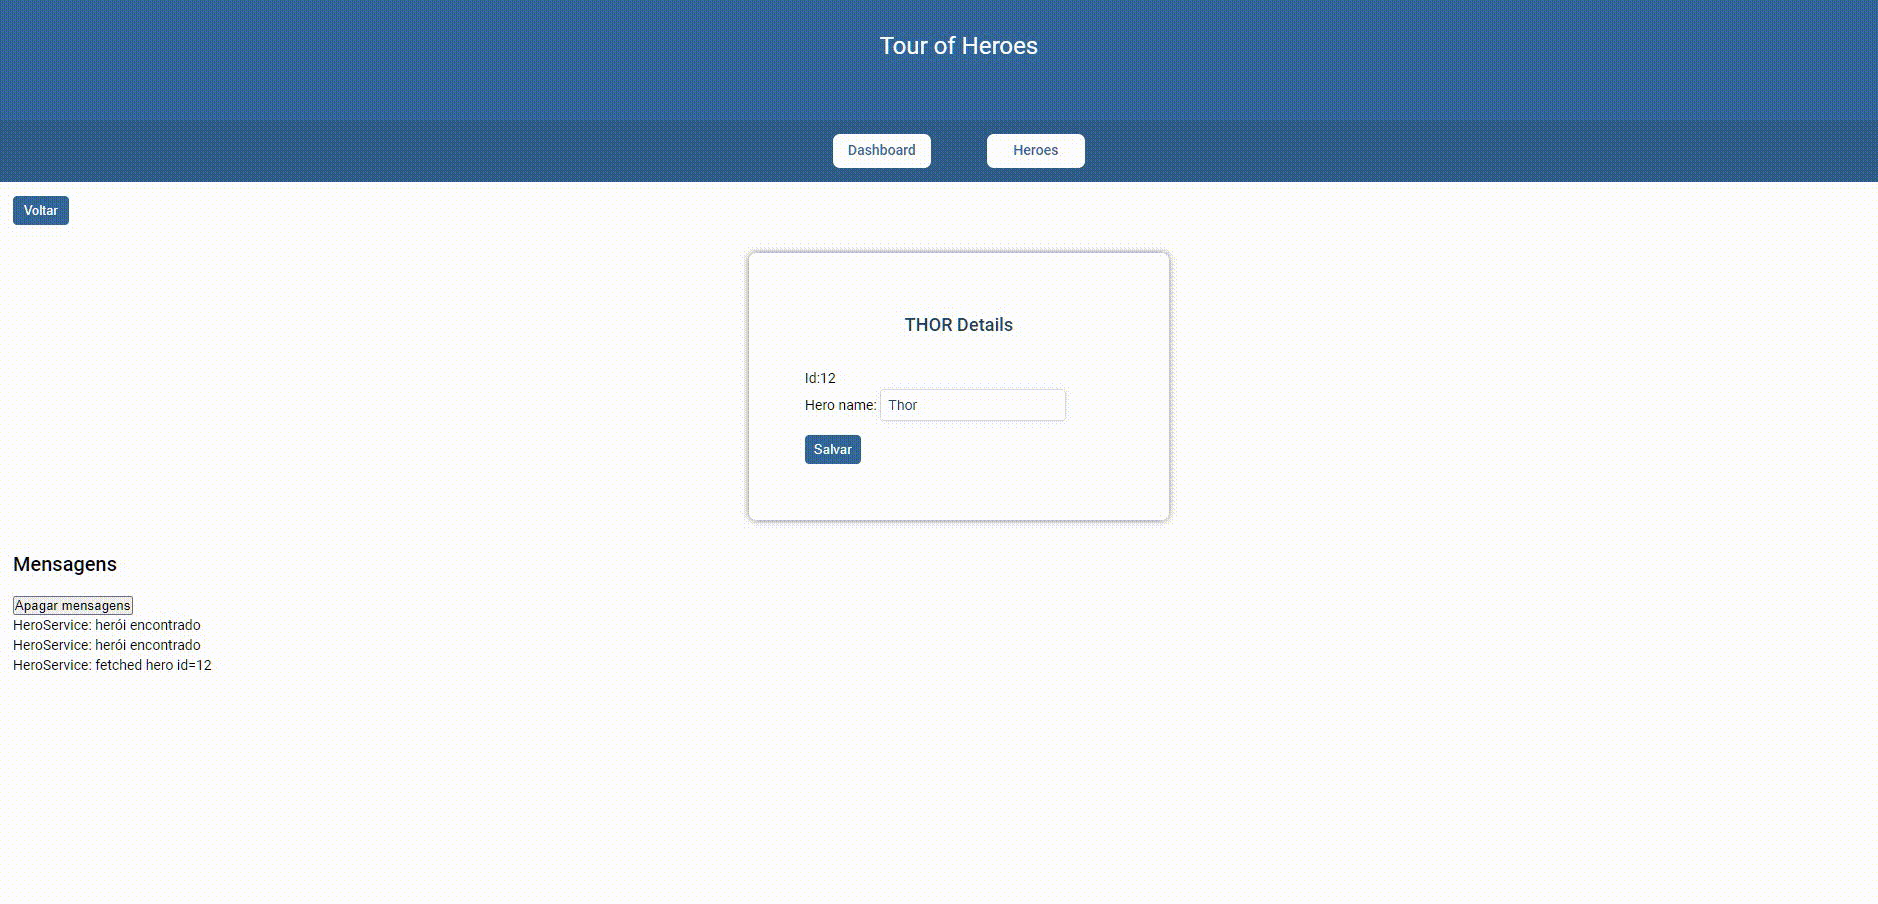 Tour of Heroes
Dashboard Heroes
Voltar
THOR Details
Id:12
Hero name: Thor
Salvar
Mensagens
Apagar mensagens
HeroService: herói encontrado
HeroService: herói encontrado
HeroService: fetched hero id=12